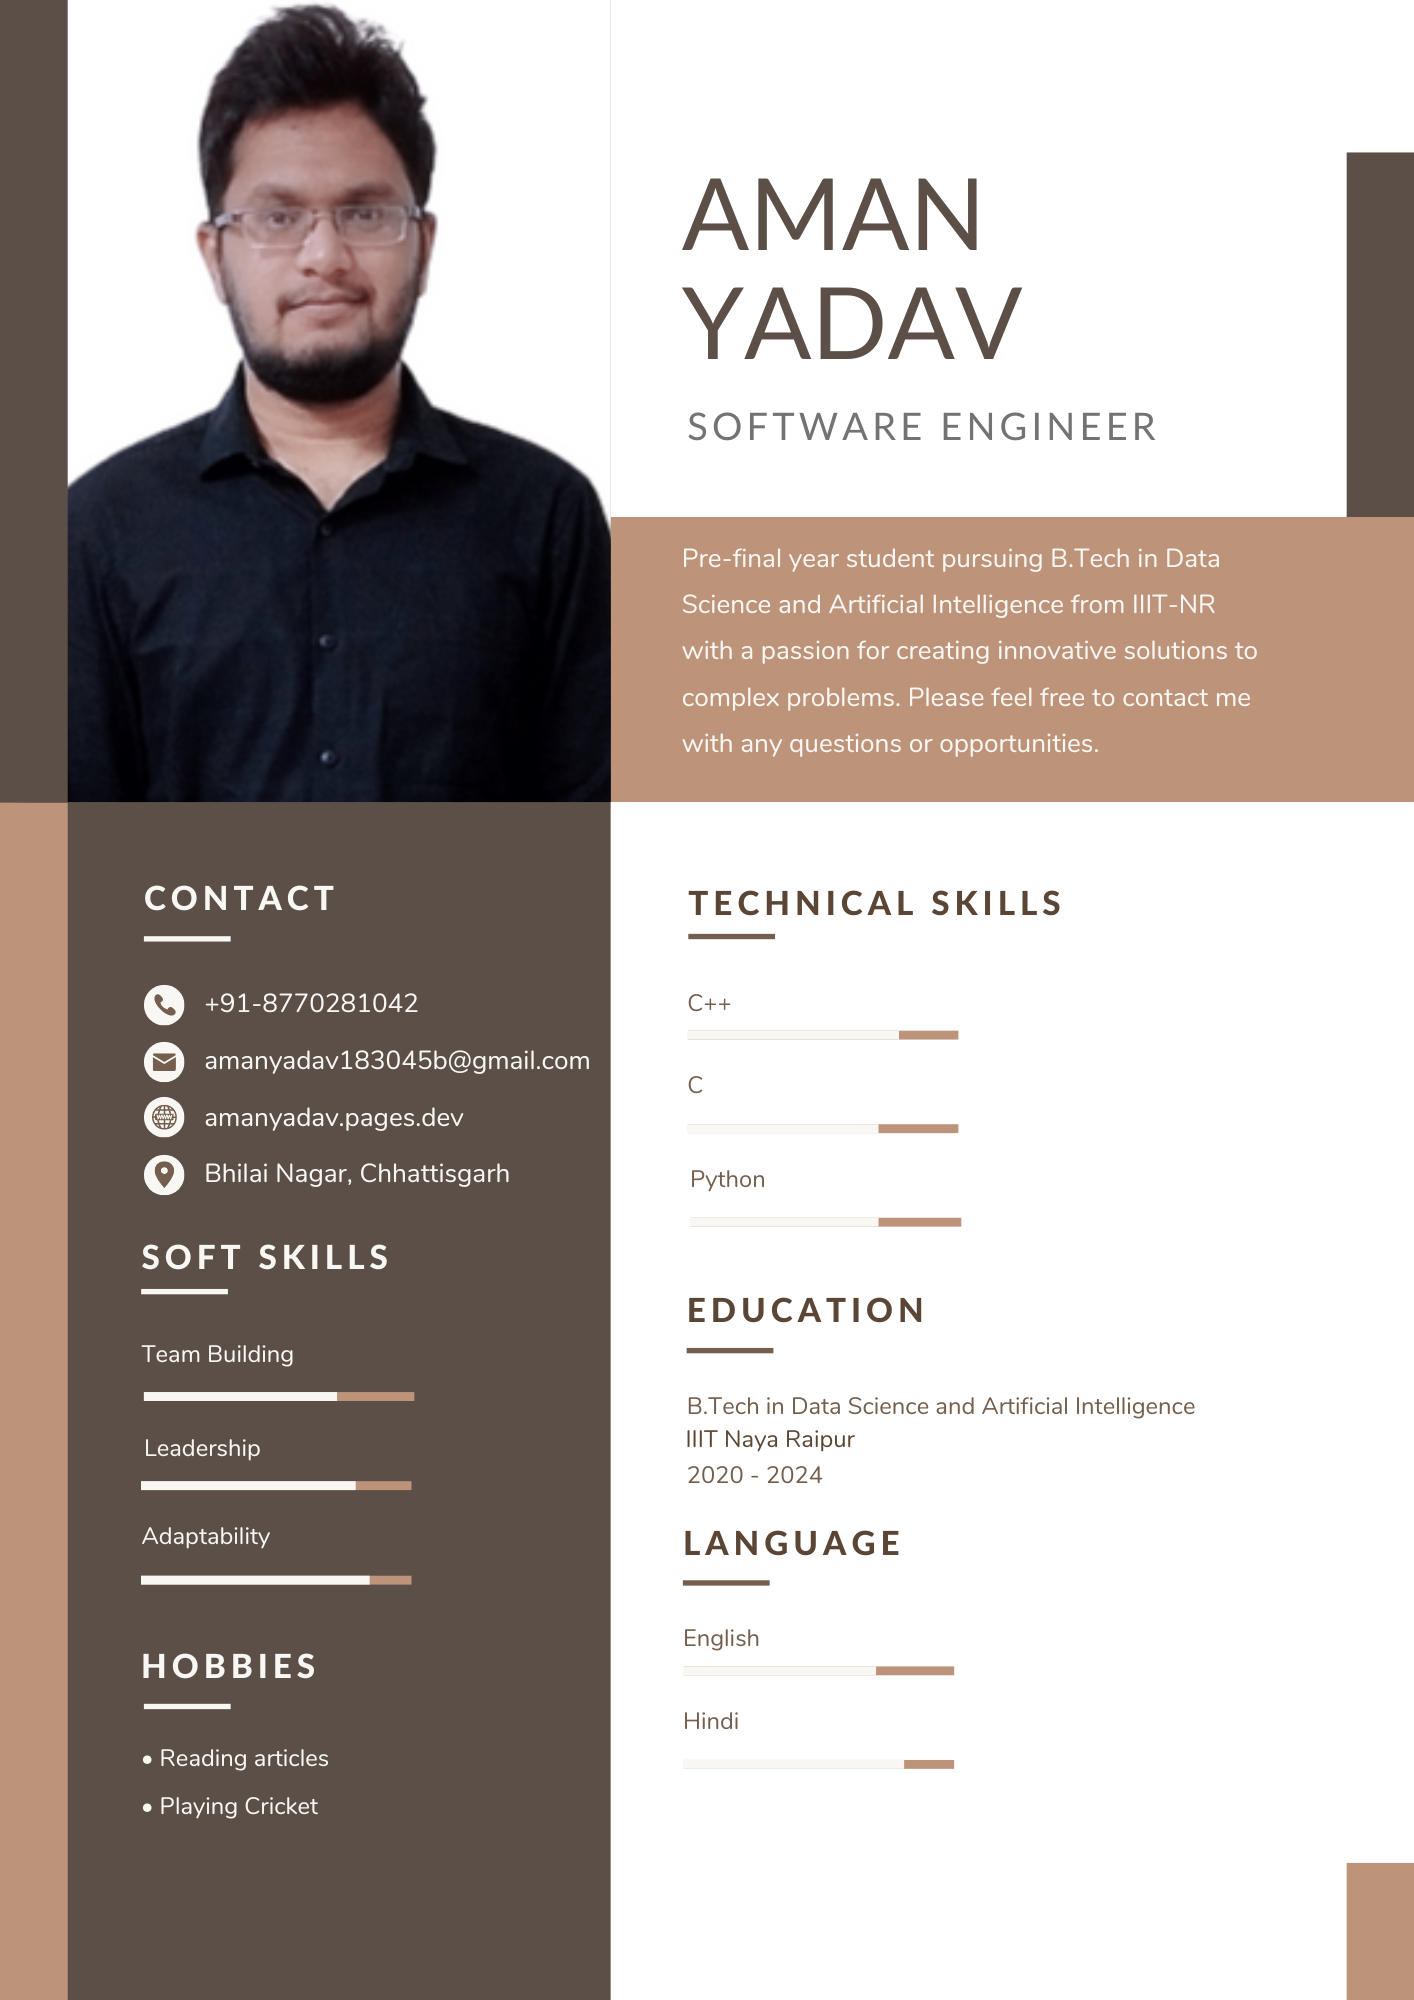 AMAN
YADAV
SOFTWARE ENGINEER
Pre-final year student pursuing B.Tech in Data
Science and Artificial Intelligence from IIIT-NR
with a passion for creating innovative solutions to
complex problems. Please feel free to contact me
with any questions or opportunities.
CONTACT
+91-8770281042
amanyadav183045b@gmail.com
amanyadav.pages.dev
Bhilai Nagar, Chhattisgarh
SOFT SKILLS
Team Building
Leadership
Adaptability
HOBBIES
• Reading articles
• Playing Cricket
TECHNICAL SKILLS
C++
C
Python
EDUCATION
B.Tech in Data Science and Artificial Intelligence
IIIT Naya Raipur
2020 - 2024
LANGUAGE
English
Hindi